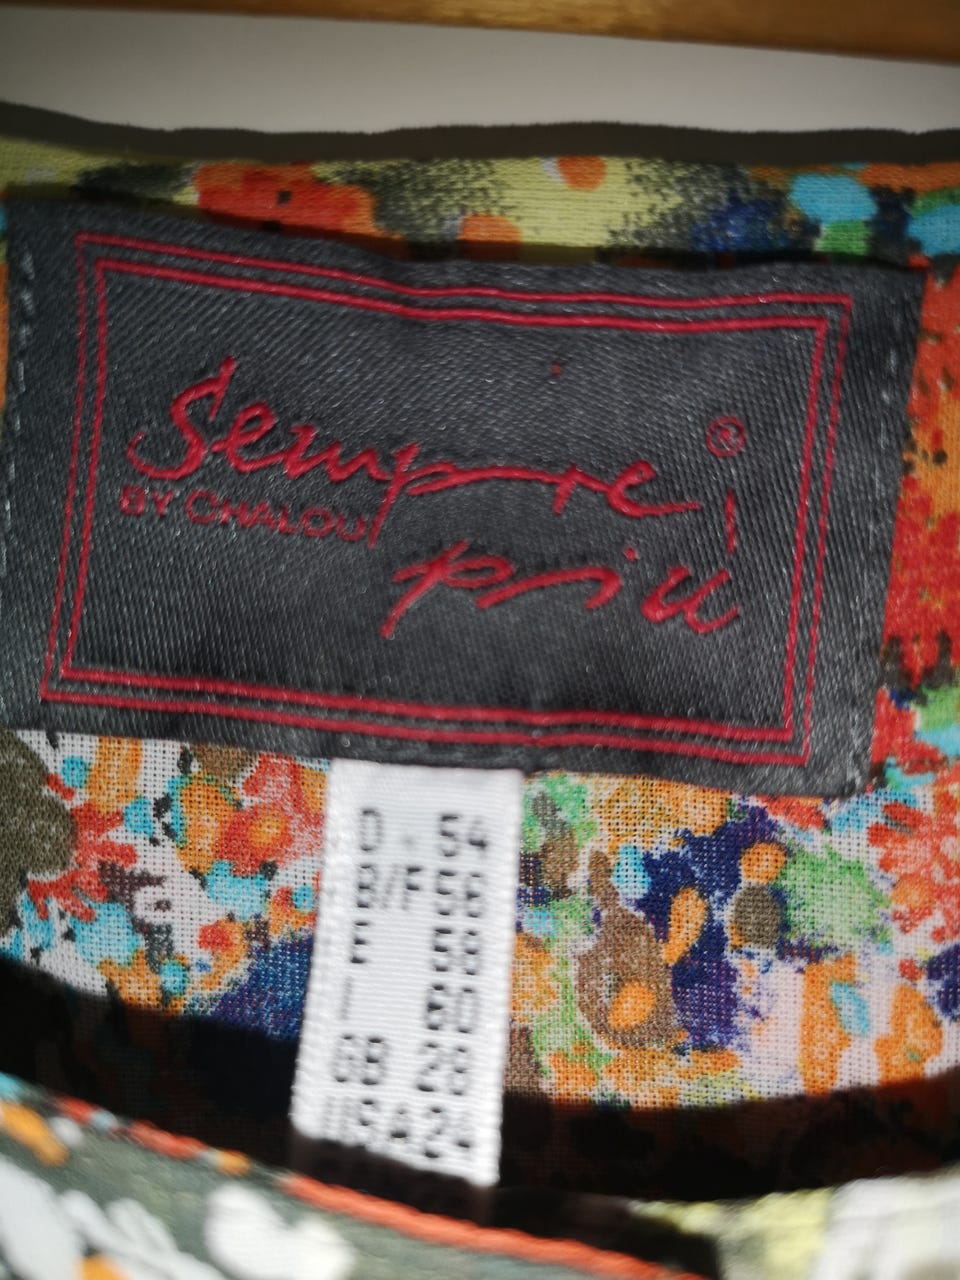 Sempre ®
BY CHALOU
più
D 54
B/F 56
E 58
I 60
GB 28
USA 24